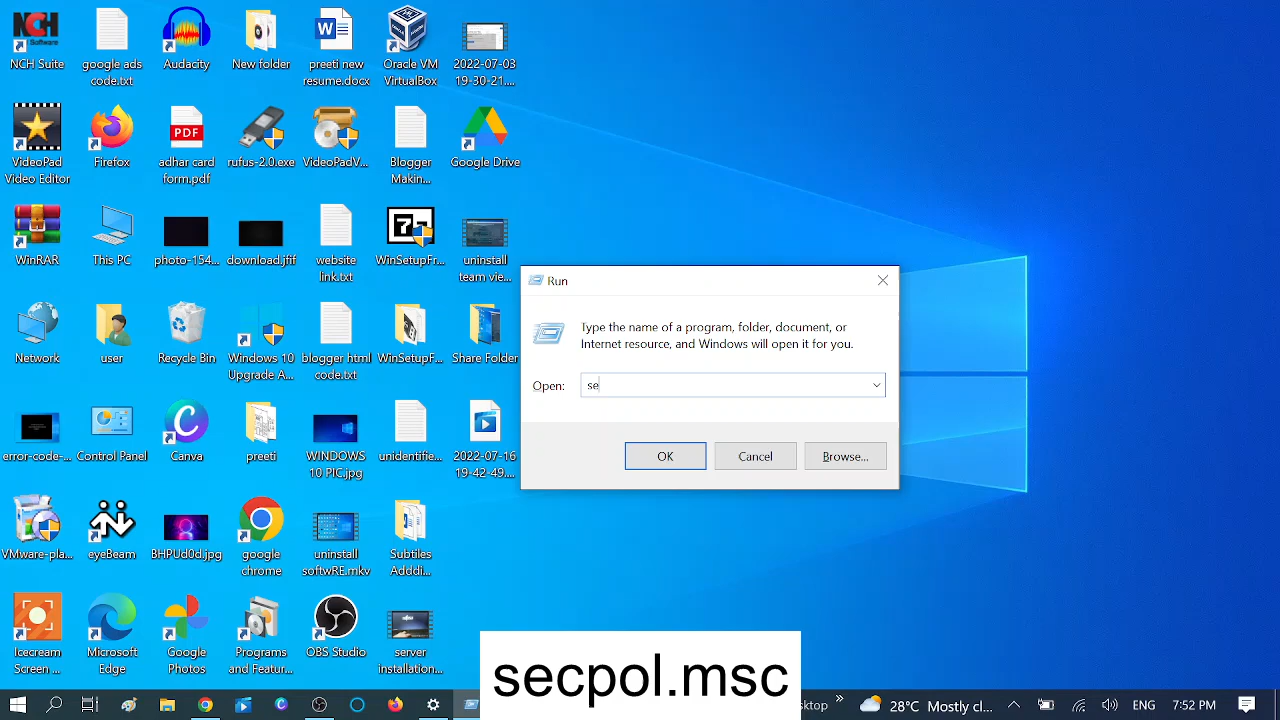 NCH Suite
google ads
code.txt
Audacity
New folder
preeti new
resume.docx
Oracle VM
VirtualBox
2022-07-03
19-30-21....
VideoPad
Video Editor
Firefox
PDF
adhar card
form.pdf
rufus-2.0.exe
VideoPadV...
Blogger
Makin...
Google Drive
WinRAR
This PC
photo-154...
download.jfif
website
link.txt
WinSetupFr...
uninstall
team vie...
Network
user
Recycle Bin
Windows 10
Upgrade A...
blogger html
code.txt
WinSetupF...
Share Folder
error-code-...
Control Panel
Canva
preeti
WINDOWS
10 PIC.jpg
unidentifie...
2022-07-16
19-42-49....
VMware-pla...
eyeBeam
BHPUd0d.jpg
google
chrome
uninstall
softwRE.mkv
Subtiles
Adddi...
Icecream
Screen ...
Microsoft
Edge
Google
Photos
Programs
and Featur...
OBS Studio
server
installation...
Run
Type the name of a program, folder, document, or
Internet resource, and Windows will open it for you.
Open:
se
OK
Cancel
Browse...
secpol.msc
28°C Mostly cl...
ENG
7:22 PM